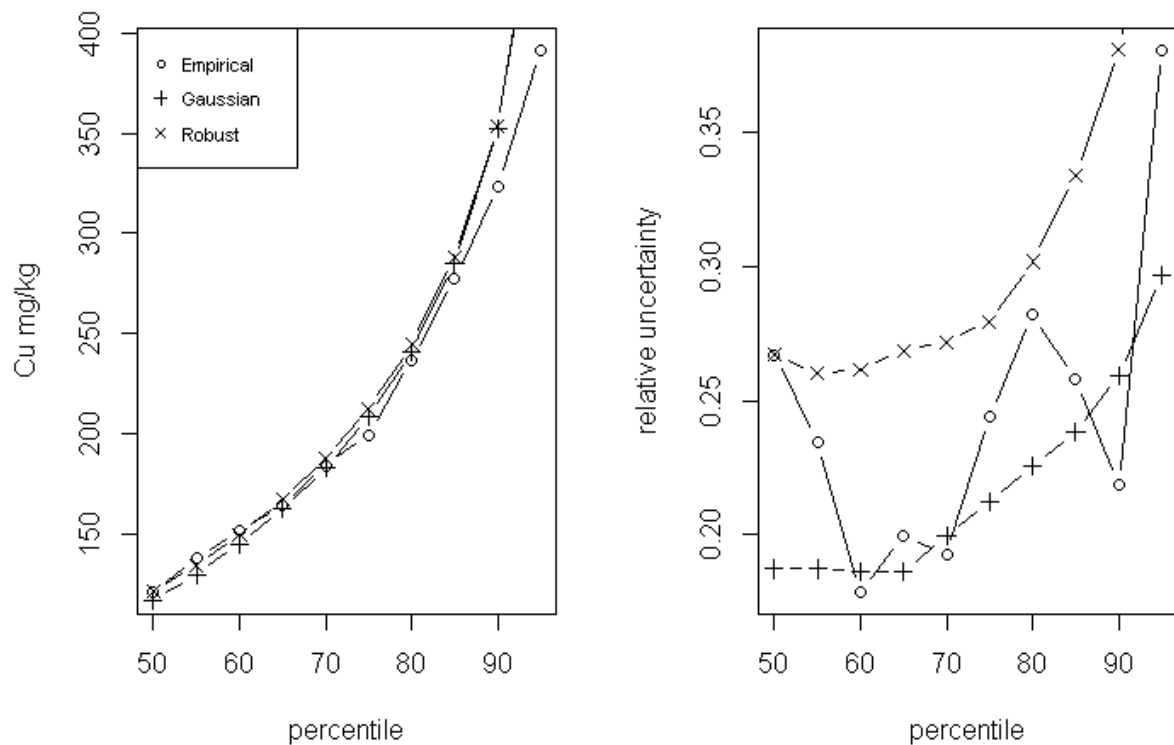 400
350
300
250
200
150
Cu mg/kg
Empirical
Gaussian
Robust
50 60 70 80 90
percentile
0.35
0.30
0.25
0.20
relative uncertainty
50 60 70 80 90
percentile